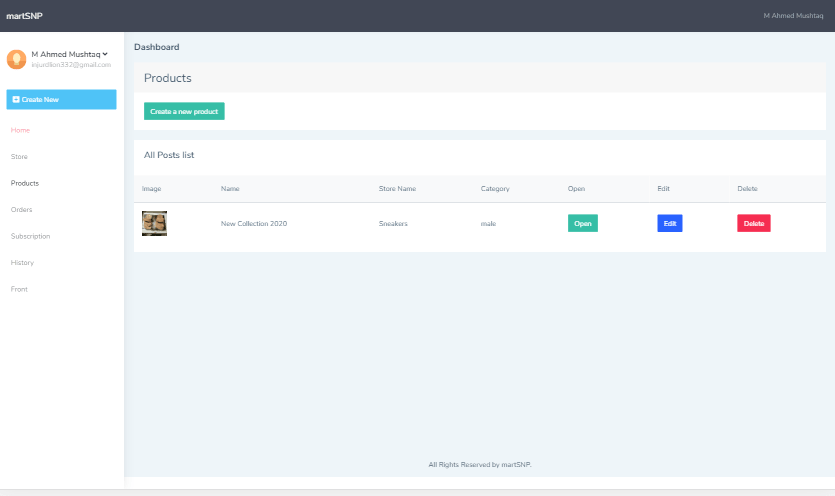 martSNP
M Ahmed Mushtaq
M Ahmed Mushtaq
injurdlion332@gmail.com
Create New
Home
Store
Products
Orders
Subscription
History
Front
Dashboard
Products
Create a new product
All Posts list
Image Name Store Name Category Open Edit Delete
New Collection 2020 Sneakers male Open Edit Delete
All Rights Reserved by martSNP.